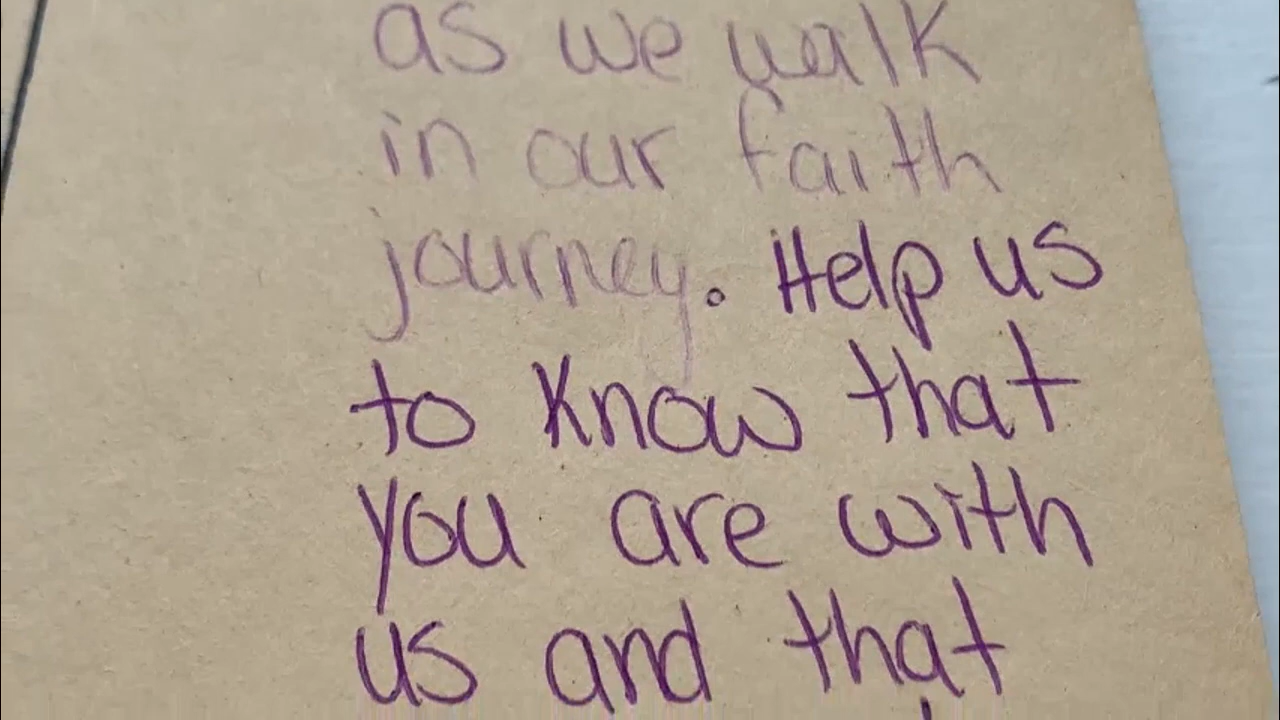 as we walk
in our faith
journey. Help us
to know that
you are with
us and that